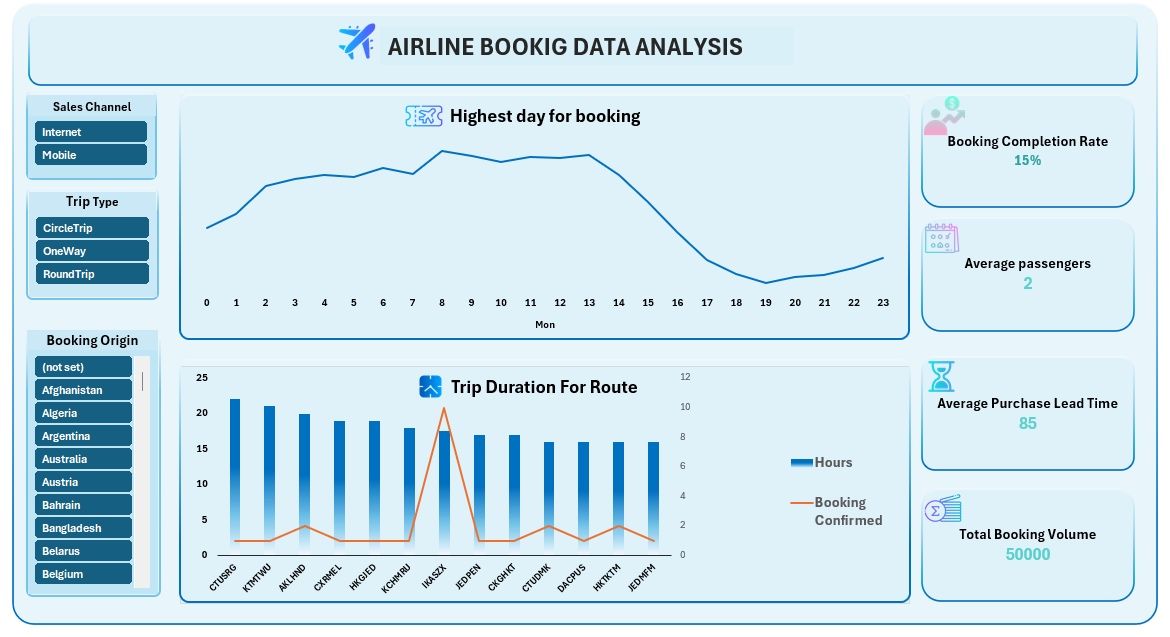 AIRLINE BOOKIG DATA ANALYSIS
Sales Channel
Internet
Mobile
Trip Type
CircleTrip
OneWay
RoundTrip
Booking Origin
(not set)
Afghanistan
Algeria
Argentina
Australia
Austria
Bahrain
Bangladesh
Belarus
Belgium
Highest day for booking
0 1 2 3 4 5 6 7 8 9 10 11 12 13 14 15 16 17 18 19 20 21 22 23
Mon
Trip Duration For Route
25
20
15
10
5
0
12
10
8
6
4
2
0
CTUSRG KTMTWU AKLHND CXRMEL HKGJED KCHMRU IKASZX JEDPEN CKGHKT CTUDMK DACPUS HKTKTM JEDMFM
Hours
Booking
Confirmed
Booking Completion Rate
15%
Average passengers
2
Average Purchase Lead Time
85
Total Booking Volume
50000